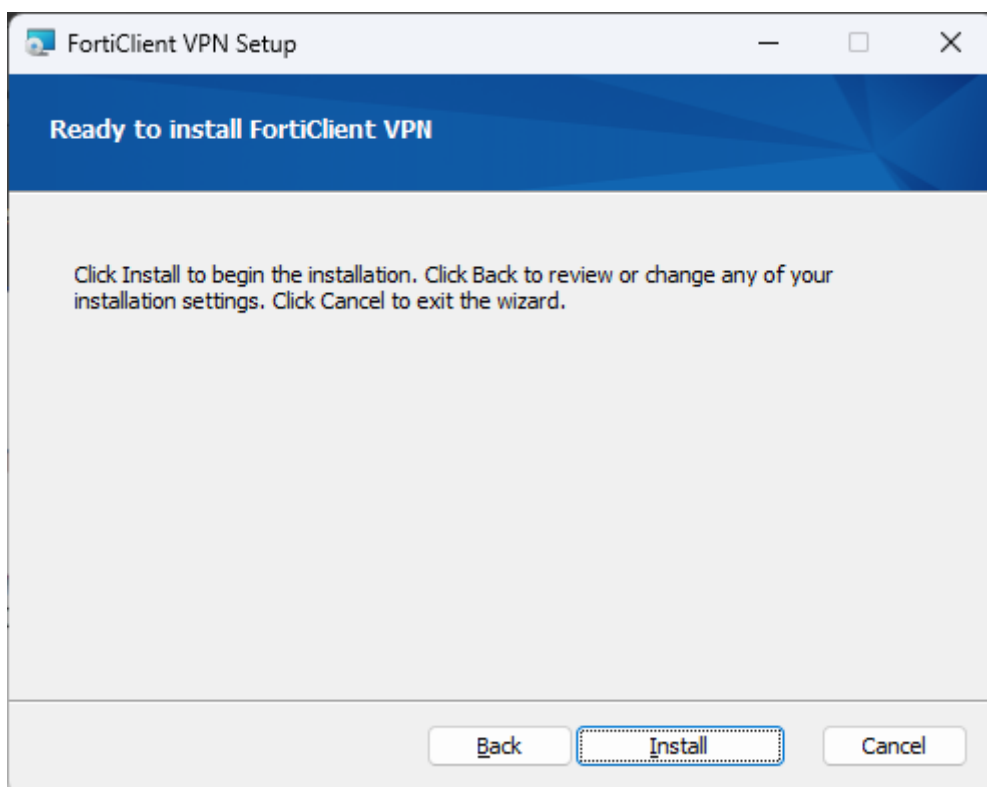 FortiClient VPN Setup
Ready to install FortiClient VPN
Click Install to begin the installation. Click Back to review or change any of your
installation settings. Click Cancel to exit the wizard.
Back Install Cancel